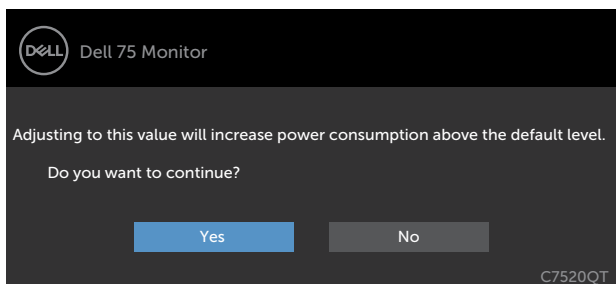 DELL
Dell 75 Monitor
Adjusting to this value will increase power consumption above the default level.
Do you want to continue?
Yes
No
C7520QT